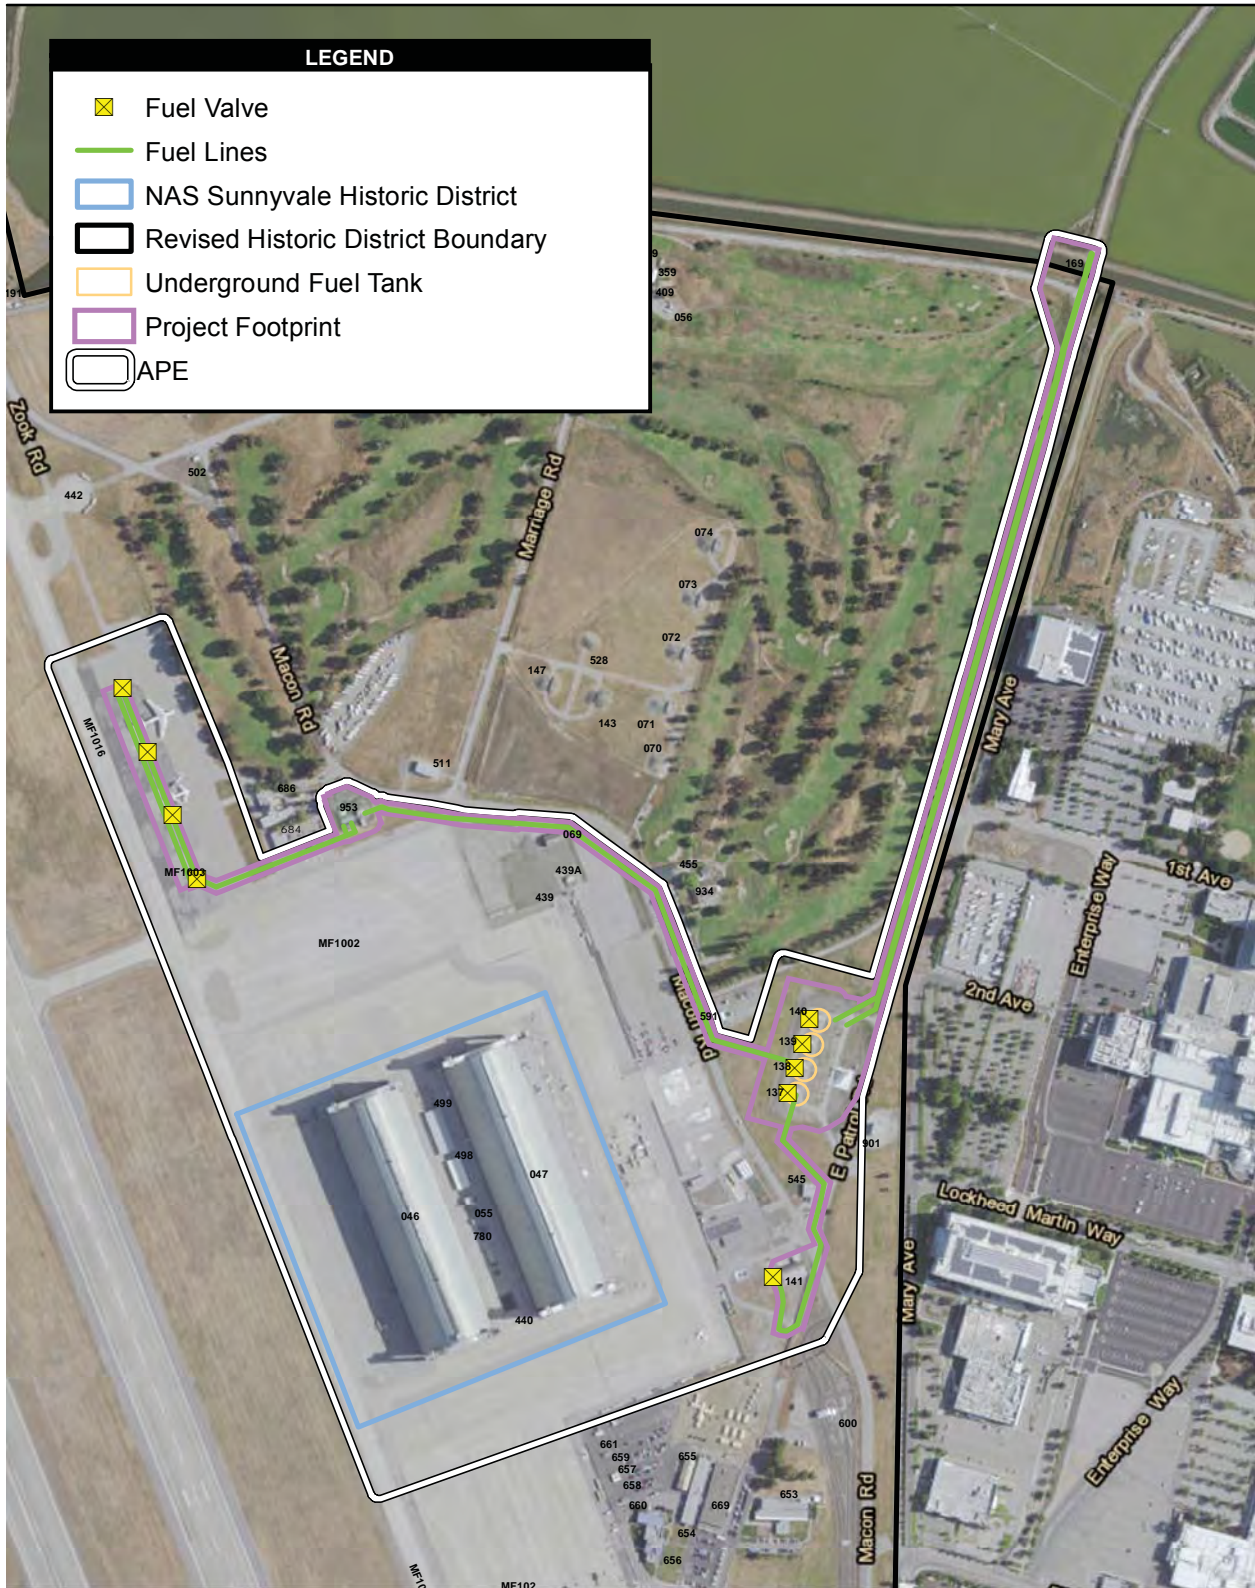 LEGEND
Fuel Valve
Fuel Lines
NAS Sunnyvale Historic District
Revised Historic District Boundary
Underground Fuel Tank
Project Footprint
APE
9
359
409
056
169
191
Zook Rd
442
502
Marriage Rd
074
073
072
528
147
143
071
070
Macon Rd
MF1016
511
686
684
953
069
MF1003
439A
439
455
934
MF1002
Mary Ave
1st Ave
Enterprise Way
2nd Ave
591
Macon Rd
140
139
138
137
E Patrol
901
545
141
499
498
047
046
055
780
440
Lockheed Martin Way
Mary Ave
Enterprise Way
600
661
659
657
658
660
655
669
653
654
656
Macon Rd
MF102